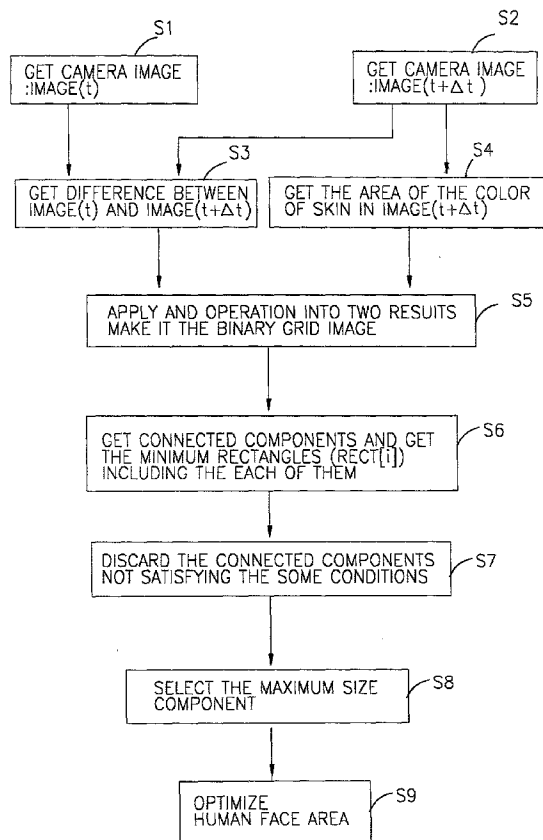 S1
GET CAMERA IMAGE
:IMAGE(t)
S2
GET CAMERA IMAGE
:IMAGE(t+Δt)
S3
GET DIFFERENCE BETWEEN
IMAGE(t) AND IMAGE(t+Δt)
S4
GET THE AREA OF THE COLOR
OF SKIN IN IMAGE(t+Δt)
S5
APPLY AND OPERATION INTO TWO RESUITS
MAKE IT THE BINARY GRID IMAGE
S6
GET CONNECTED COMPONENTS AND GET
THE MINIMUM RECTANGLES (RECT[i])
INCLUDING THE EACH OF THEM
S7
DISCARD THE CONNECTED COMPONENTS
NOT SATISFYING THE SOME CONDITIONS
S8
SELECT THE MAXIMUM SIZE
COMPONENT
S9
OPTIMIZE
HUMAN FACE AREA